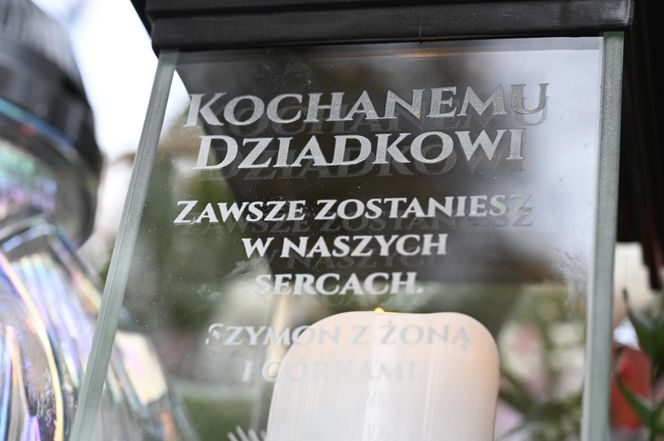 KOCHANEMU
DZIADKOWI
ZAWSZE ZOSTANIESZ
W NASZYCH
SERCACH.
SZYMON Z ŻONĄ
I CÓRKAMI.